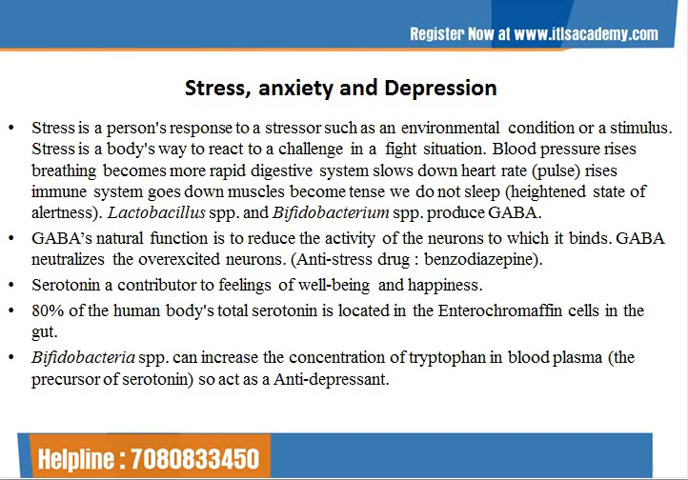 Register Now at www.itlsacademy.com
Stress, anxiety and Depression
• Stress is a person's response to a stressor such as an environmental condition or a stimulus.
Stress is a body's way to react to a challenge in a fight situation. Blood pressure rises
breathing becomes more rapid digestive system slows down heart rate (pulse) rises
immune system goes down muscles become tense we do not sleep (heightened state of
alertness). Lactobacillus spp. and Bifidobacterium spp. produce GABA.
• GABA's natural function is to reduce the activity of the neurons to which it binds. GABA
neutralizes the overexcited neurons. (Anti-stress drug : benzodiazepine).
• Serotonin a contributor to feelings of well-being and happiness.
• 80% of the human body's total serotonin is located in the Enterochromaffin cells in the
gut.
• Bifidobacteria spp. can increase the concentration of tryptophan in blood plasma (the
precursor of serotonin) so act as a Anti-depressant.
Helpline : 7080833450